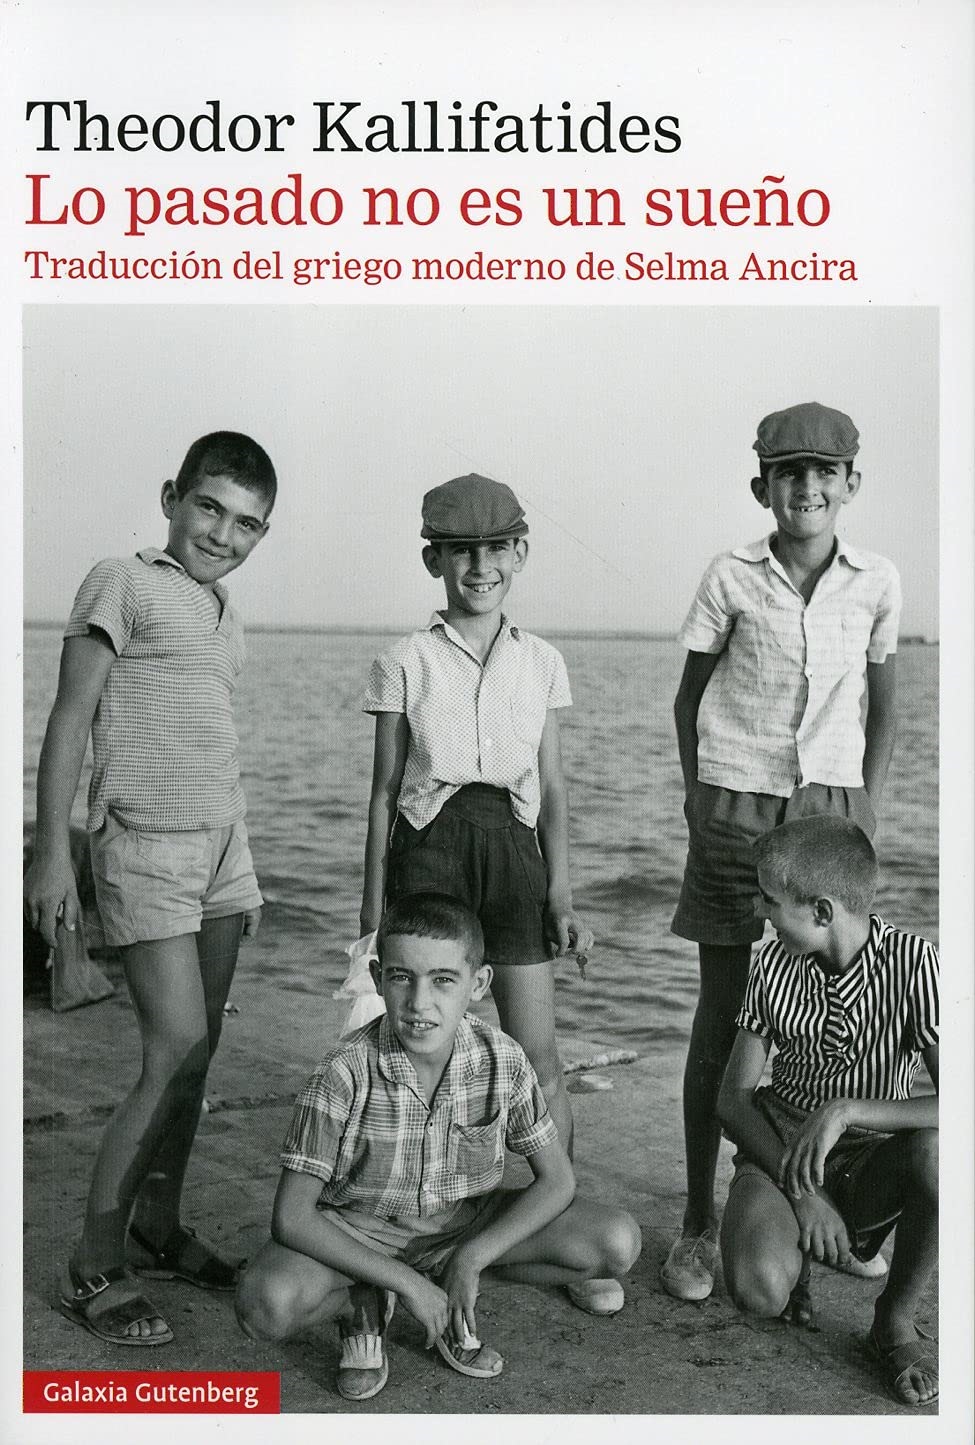 Theodor Kallifatides
Lo pasado no es un sueño
Traducción del griego moderno de Selma Ancira
Galaxia Gutenberg